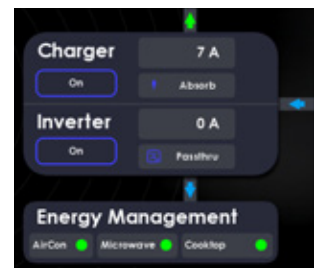 Charger 7 A
On Absorb
Inverter 0 A
On Passthru
Energy Management
AirCon Microwave Cooktop